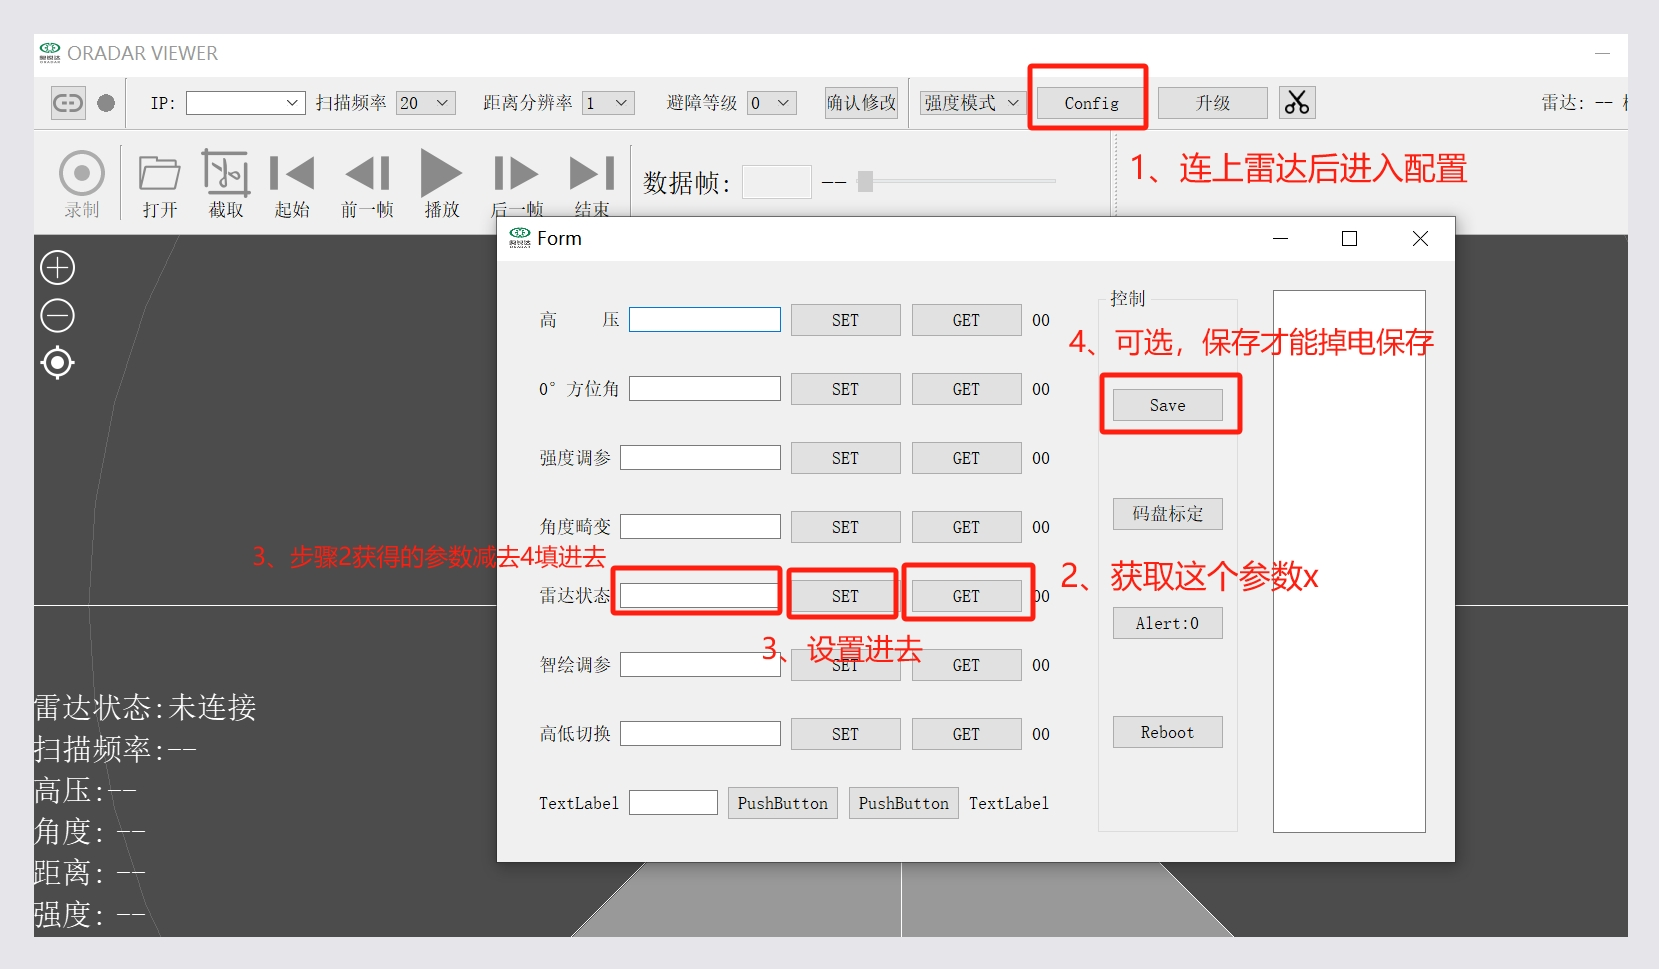 ORADAR VIEWER
IP: 扫描频率 20 距离分辨率 1 避障等级 0 确认修改 强度模式 Config 升级 雷达: --
1、连上雷达后进入配置
录制 打开 截取 起始 前一帧 播放 后一帧 结束 数据帧: --
Form
高 压 SET GET 00
控制
4、可选，保存才能掉电保存
0° 方位角 SET GET 00
Save
强度调参 SET GET 00
码盘标定
角度畸变 SET GET 00
3、步骤2获得的参数减去4填进去
2、获取这个参数x
雷达状态 SET GET 00
Alert:0
3、设置进去
智绘调参 SET GET 00
高低切换 SET GET 00
Reboot
TextLabel PushButton PushButton TextLabel
雷达状态:未连接
扫描频率:--
高压:--
角度: --
距离: --
强度: --